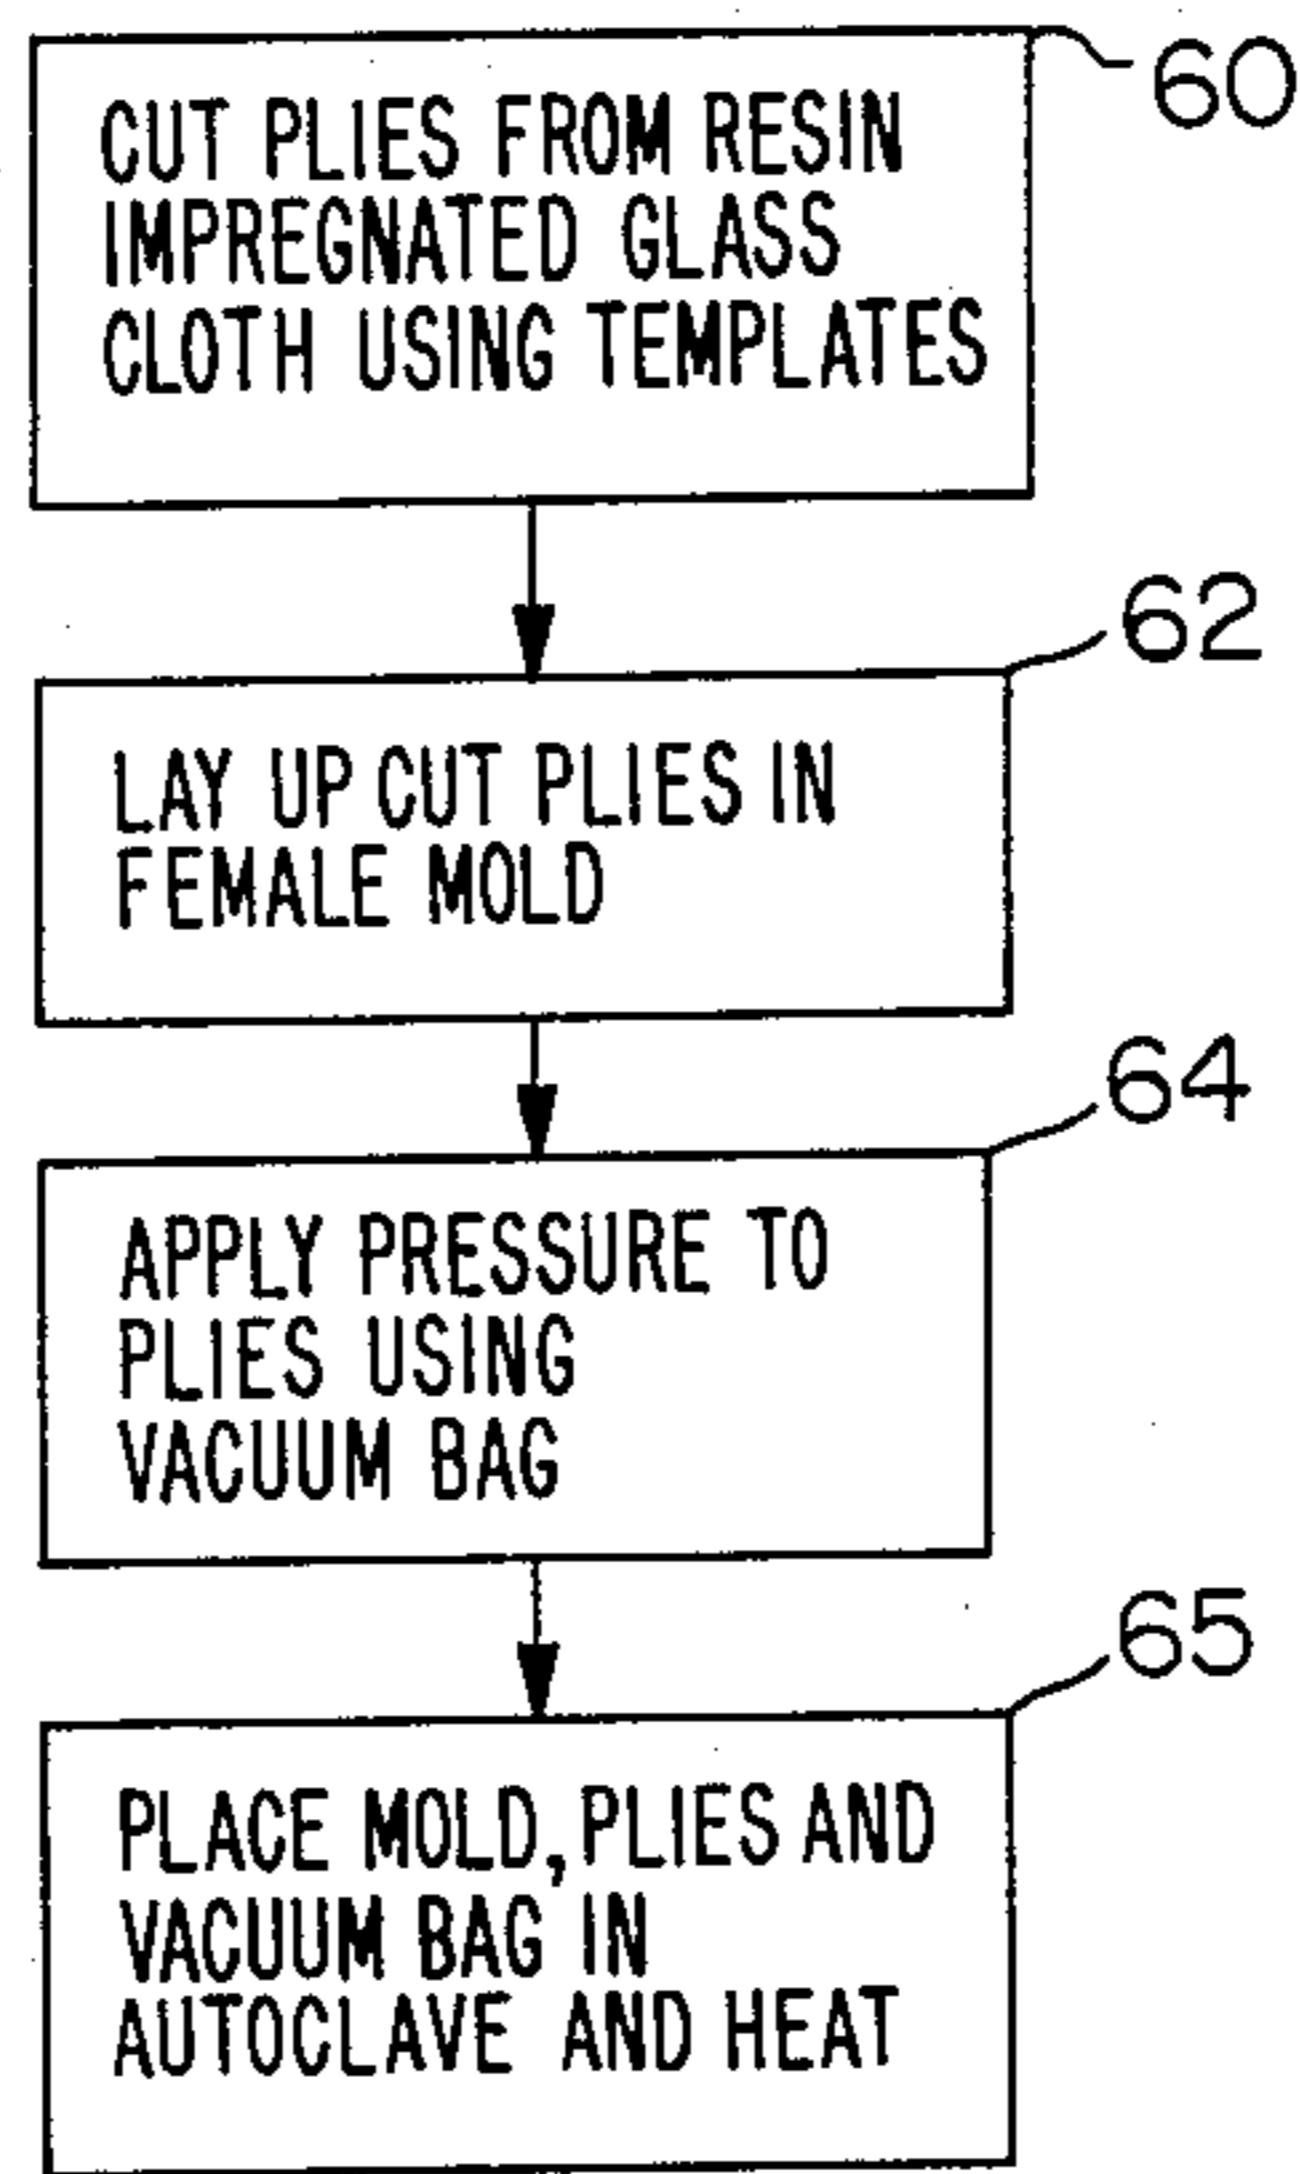 60
CUT PLIES FROM RESIN
IMPREGNATED GLASS
CLOTH USING TEMPLATES
62
LAY UP CUT PLIES IN
FEMALE MOLD
64
APPLY PRESSURE TO
PLIES USING
VACUUM BAG
65
PLACE MOLD, PLIES AND
VACUUM BAG IN
AUTOCLAVE AND HEAT